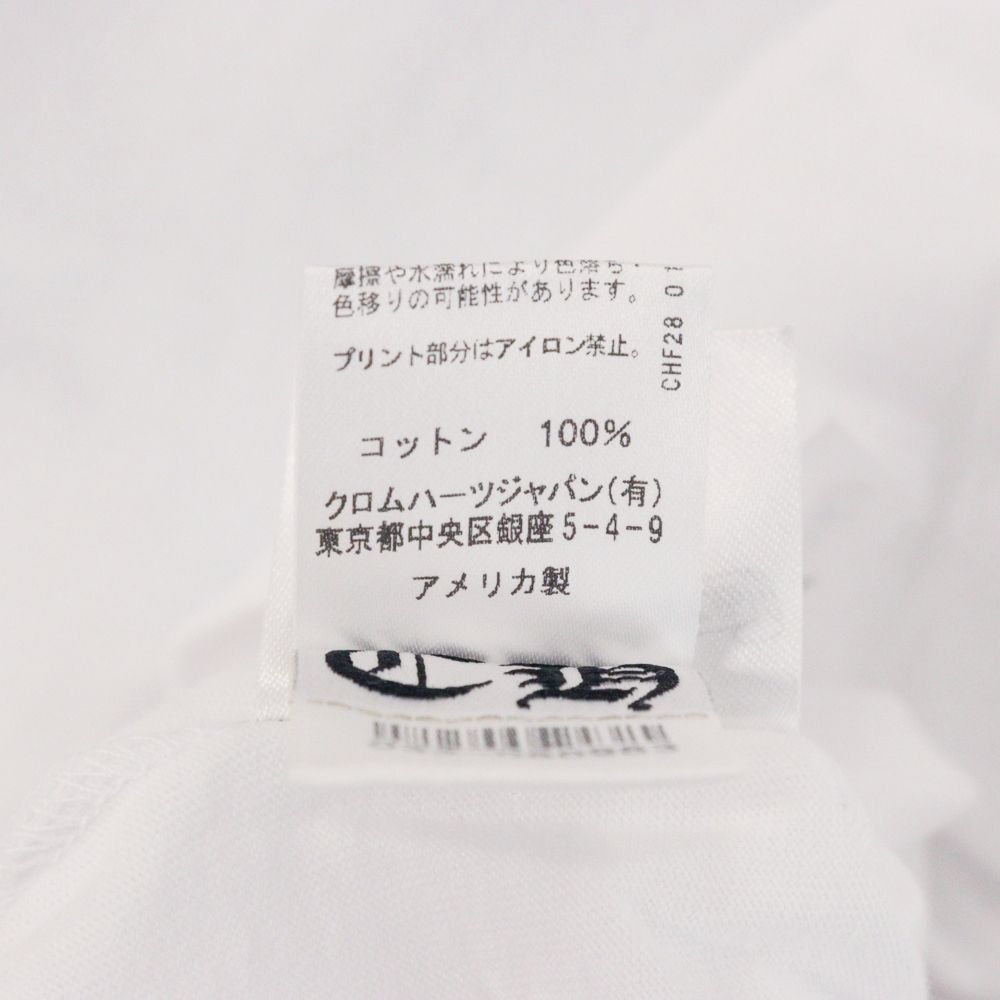 摩擦や水濡れにより色落ち・
色移りの可能性があります。
プリント部分はアイロン禁止。
コットン 100%
クロムハーツジャパン(有)
東京都中央区銀座5-4-9
アメリカ製
CHF28 0